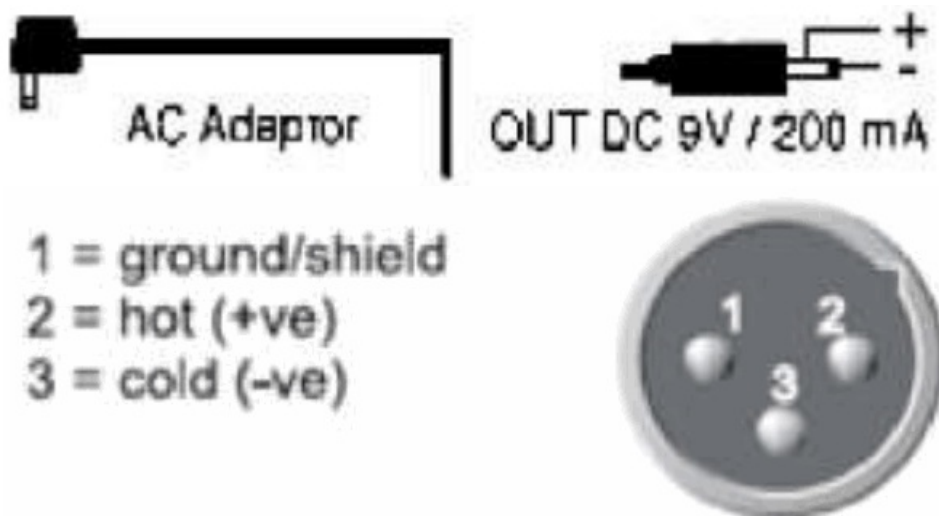 +
-
AC Adaptor
OUT DC 9V / 200 mA
1 = ground/shield
2 = hot (+ve)
3 = cold (-ve)
1 2
3